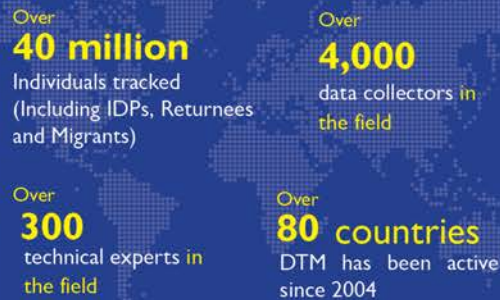 Over
40 million
Individuals tracked
(Including IDPs, Returnees
and Migrants)
Over
4,000
data collectors in
the field
Over
300
technical experts in
the field
Over
80 countries
DTM has been active
since 2004